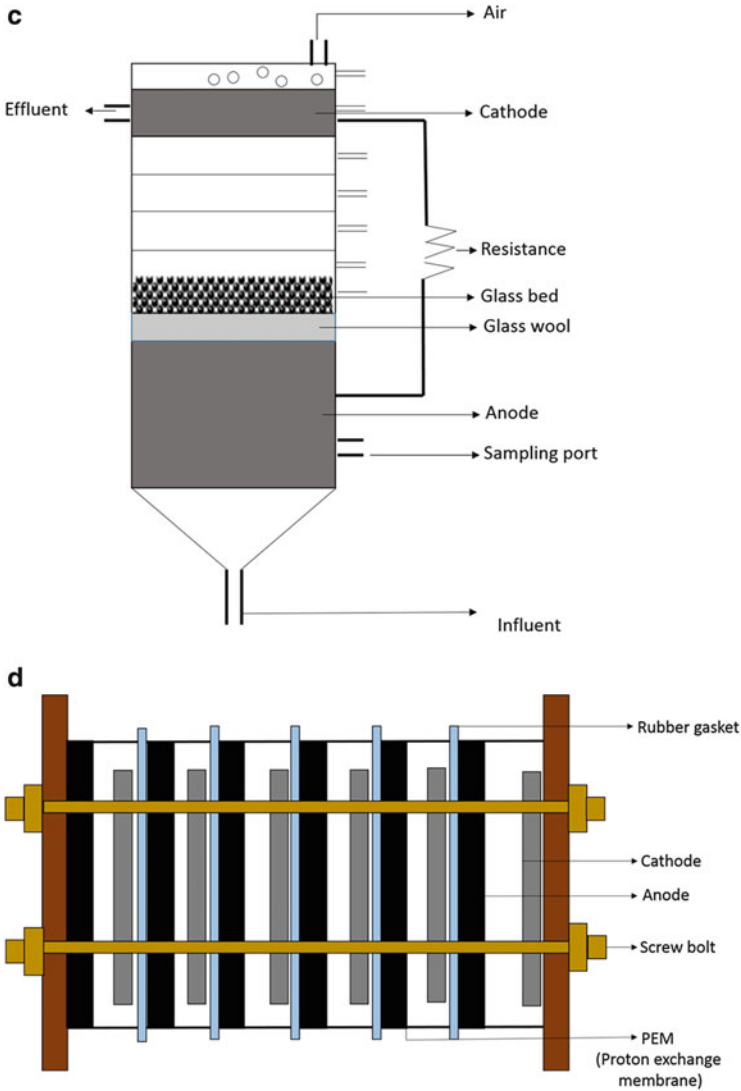 c
Air
Effluent
Cathode
Resistance
Glass bed
Glass wool
Anode
Sampling port
Influent
d
Rubber gasket
Cathode
Anode
Screw bolt
PEM
(Proton exchange
membrane)